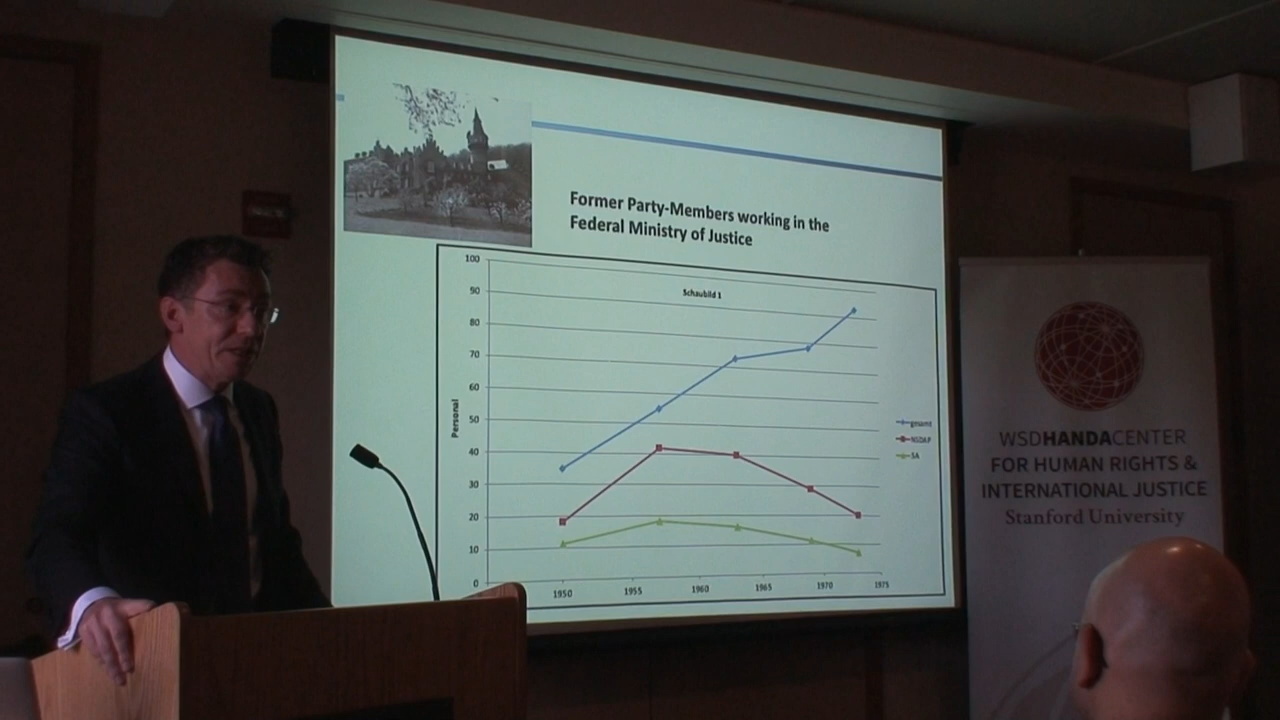 Former Party-Members working in the
Federal Ministry of Justice
Schaubild 1
100
90
80
70
60
50
40
30
20
10
0
Personal
1950
1955
1960
1965
1970
1975
gesamt
NSDAP
SA
WSDHANDACENTER
FOR HUMAN RIGHTS &
INTERNATIONAL JUSTICE
Stanford University